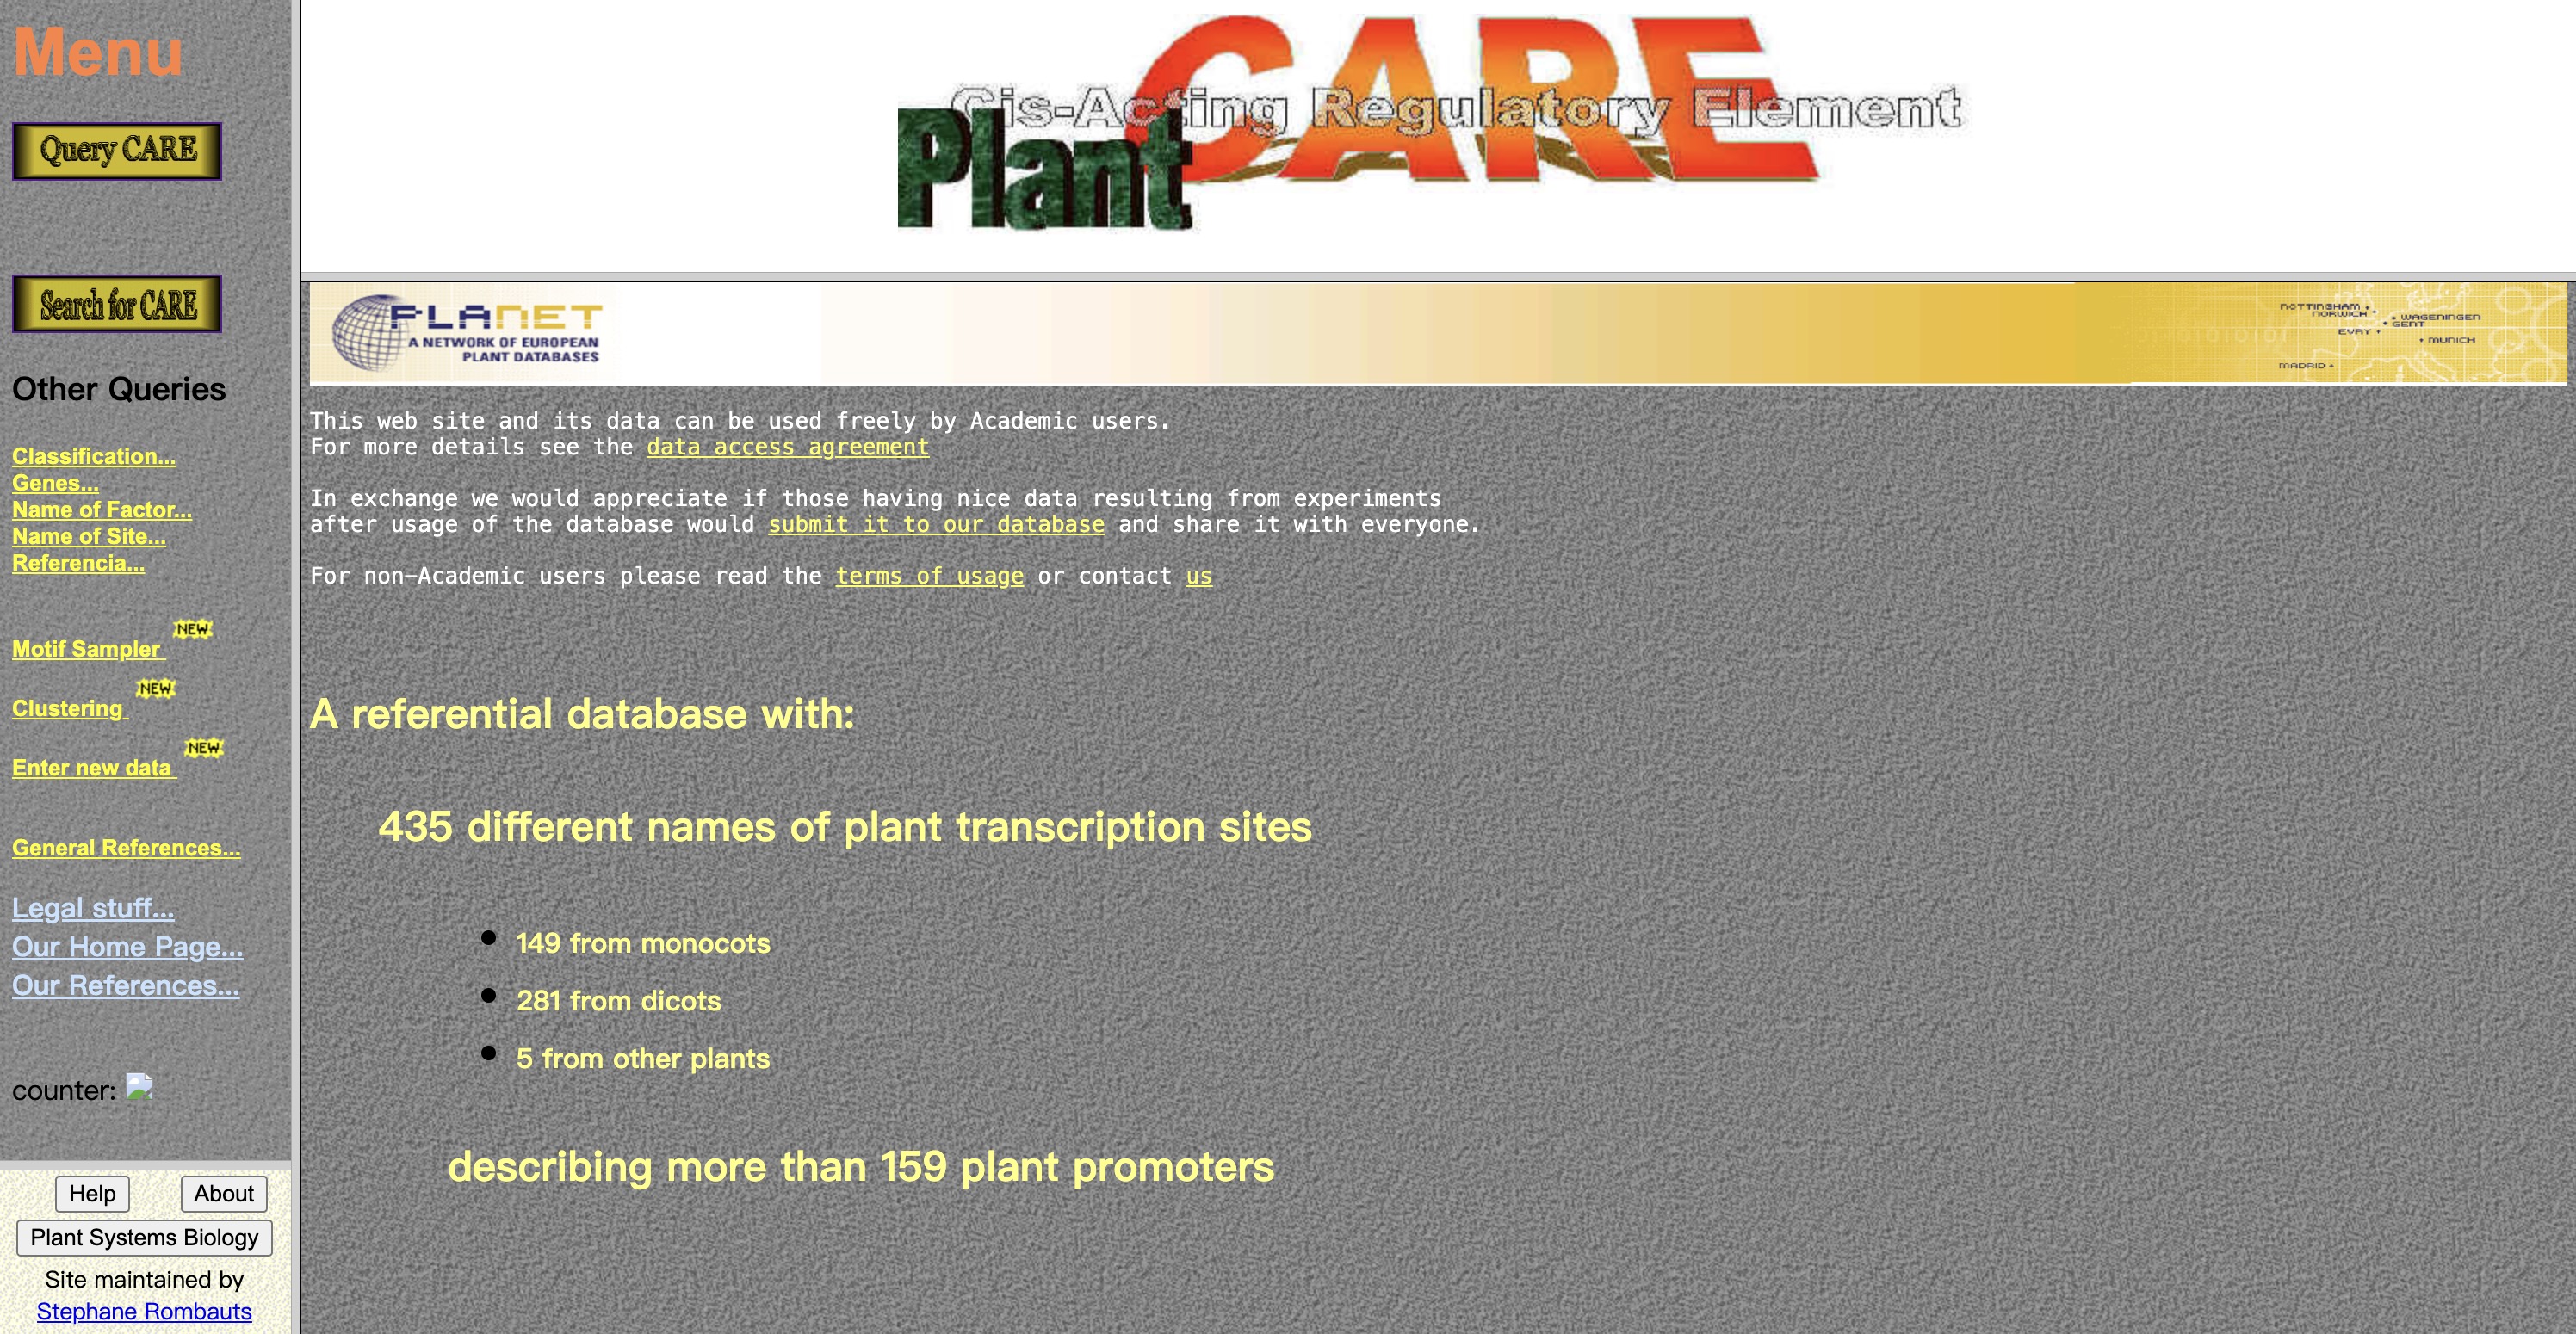 Menu
Query CARE
Search for CARE
Other Queries
Classification...
Genes...
Name of Factor...
Name of Site...
Referencia...
NEW
Motif Sampler
NEW
Clustering
NEW
Enter new data
General References...
Legal stuff...
Our Home Page...
Our References...
counter:
Help
About
Plant Systems Biology
Site maintained by
Stephane Rombauts
CARE
Cis-Acting Regulatory Element
Plant
PLANET
A NETWORK OF EUROPEAN
PLANT DATABASES
NOTTINGHAM
NORWICH
WAGENINGEN
GENT
EVRY
MUNICH
MADRID
This web site and its data can be used freely by Academic users.
For more details see the data access agreement
In exchange we would appreciate if those having nice data resulting from experiments
after usage of the database would submit it to our database and share it with everyone.
For non-Academic users please read the terms of usage or contact us
A referential database with:
435 different names of plant transcription sites
149 from monocots
281 from dicots
5 from other plants
describing more than 159 plant promoters